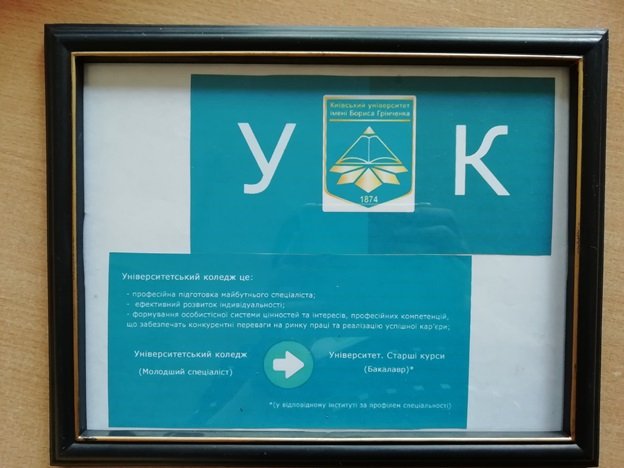 У К
Київський університет
імені Бориса Грінченка
1874
Університетський коледж це:
- професійна підготовка майбутнього спеціаліста;
- ефективний розвиток індивідуальності;
- формування особистісної системи цінностей та інтересів, професійних компетенцій,
що забезпечать конкурентні переваги на ринку праці та реалізацію успішної кар'єри;
Університетський коледж
(Молодший спеціаліст)
Університет. Старші курси
(Бакалавр)*
*(у відповідному інституті за профілем спеціальності)